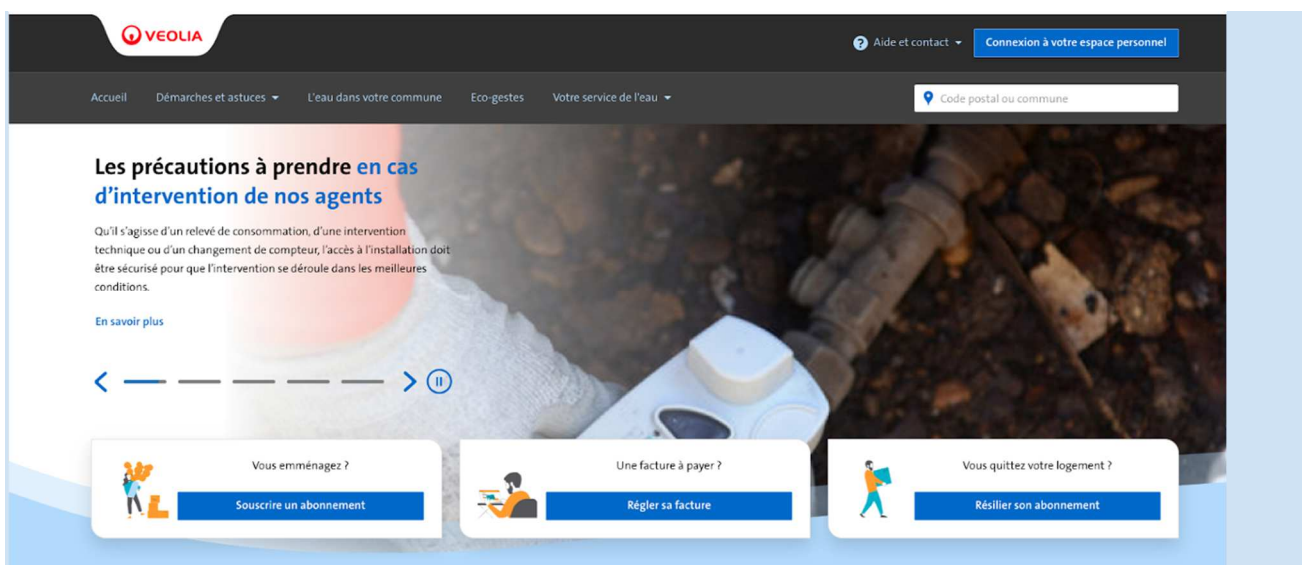 VEOLIA
Aide et contact
Connexion à votre espace personnel
Accueil
Démarches et astuces
L'eau dans votre commune
Eco-gestes
Votre service de l'eau
Code postal ou commune
Les précautions à prendre en cas
d'intervention de nos agents
Qu'il s'agisse d'un relevé de consommation, d'une intervention
technique ou d'un changement de compteur, l'accès à l'installation doit
être sécurisé pour que l'intervention se déroule dans les meilleures
conditions.
En savoir plus
Vous emménagez ?
Souscrire un abonnement
Une facture à payer ?
Régler sa facture
Vous quittez votre logement ?
Résilier son abonnement